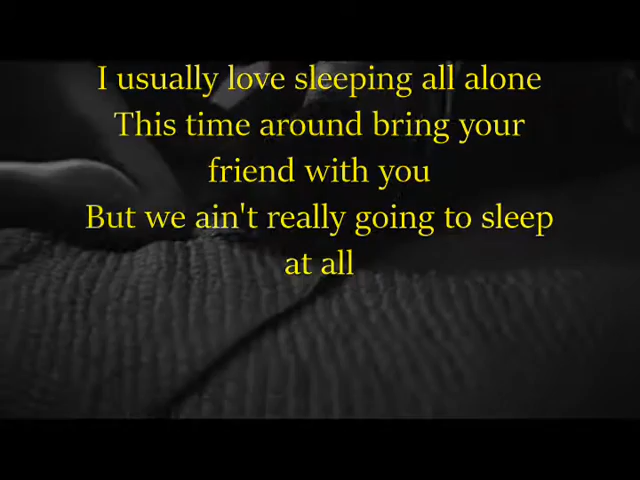 I usually love sleeping all alone
This time around bring your
friend with you
But we ain't really going to sleep
at all